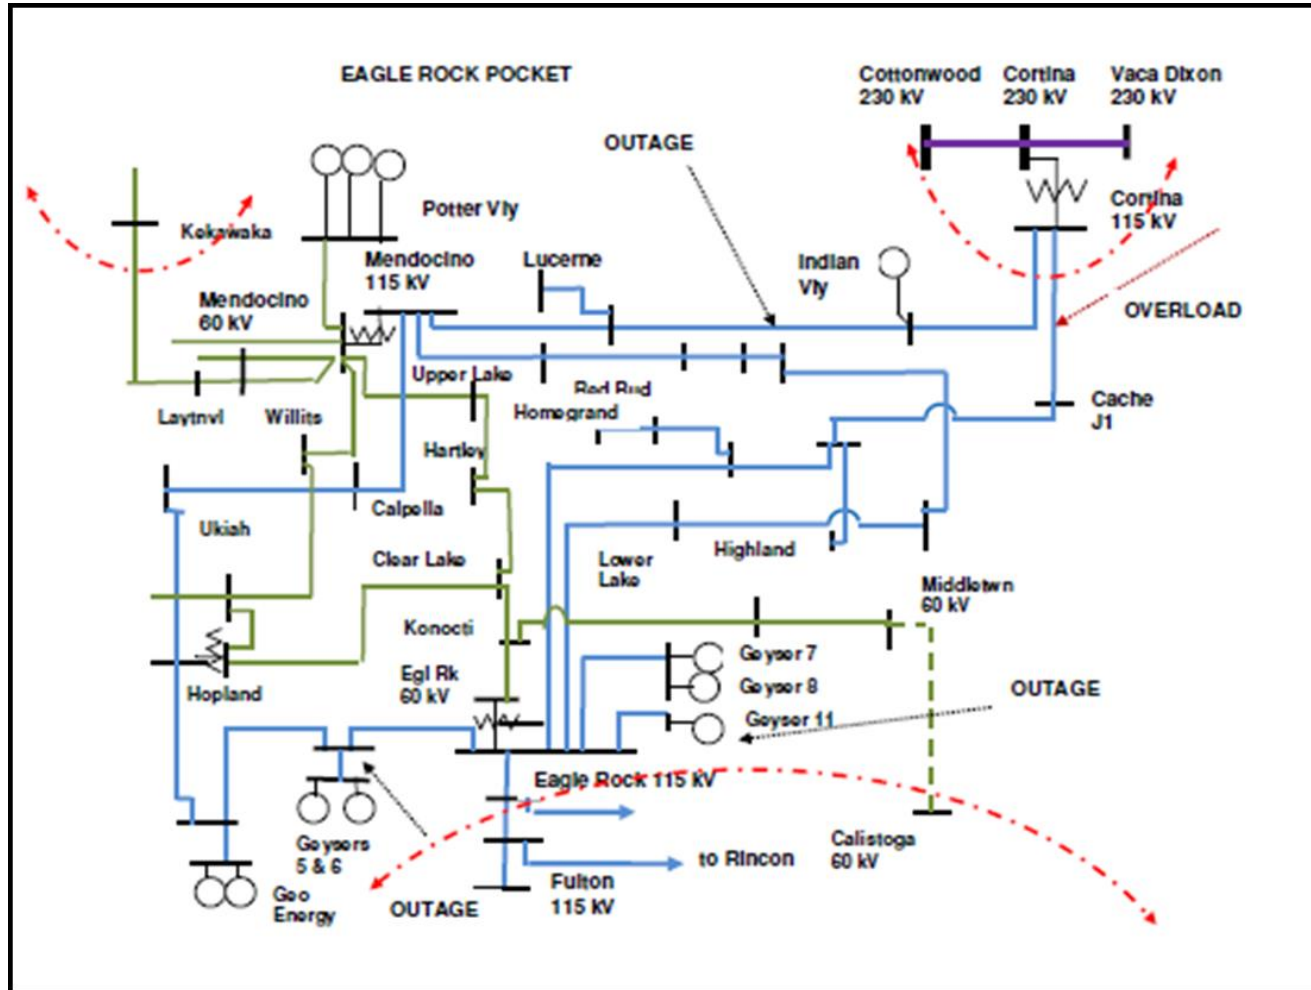 EAGLE ROCK POCKET
Cottonwood
230 kV
Cortina
230 kV
Vaca Dixon
230 kV
OUTAGE
Kekawaka
Potter Vly
Cortina
115 kV
Mendocino
115 kV
Lucerne
Indian
Vly
Mendocino
60 kV
OVERLOAD
Upper Lake
Red Bud
Homegrand
Cache
J1
Laytnvl
Willits
Hartley
Calpella
Ukiah
Clear Lake
Lower
Lake
Highland
Middletwn
60 kV
Konocti
Egl Rk
60 kV
Geyser 7
Geyser 8
Geyser 11
OUTAGE
Hopland
Eagle Rock 115 kV
Geysers
5 & 6
Calistoga
60 kV
to Rincon
Geo
Energy
OUTAGE
Fulton
115 kV